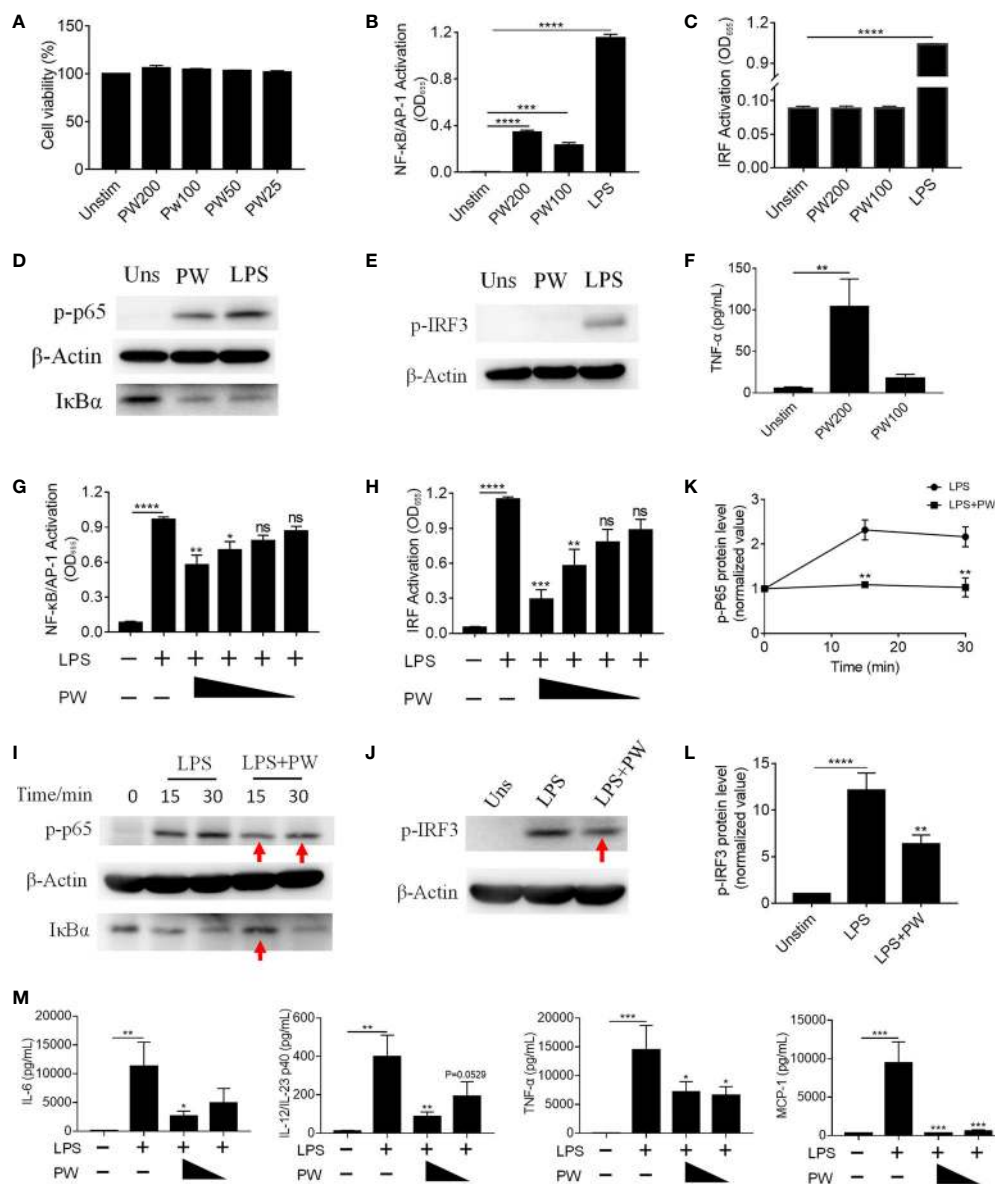 A
Cell viability (%)
150
100
50
0
Unstim
PW200
Pw100
PW50
PW25
B
NF-κB/AP-1 Activation
(OD₆₅₅)
1.2
0.8
0.4
0.0
****
***
****
Unstim
PW200
PW100
LPS
C
IRF Activation (OD₆₅₅)
1.0
0.10
0.05
0.00
****
Unstim
PW200
PW100
LPS
D
Uns PW LPS
p-p65
β-Actin
IκBα
E
Uns PW LPS
p-IRF3
β-Actin
F
TNF-α (pg/mL)
150
100
50
0
**
Unstim
PW200
PW100
G
NF-κB/AP-1 Activation
(OD₆₅₅)
1.2
0.9
0.6
0.3
0.0
**** ** * ns ns
LPS − + + + + +
PW − −
H
IRF Activation (OD₆₅₅)
1.2
0.9
0.6
0.3
0.0
**** *** ** ns ns
LPS − + + + + +
PW − −
K
p-P65 protein level
(normalized value)
4
3
2
1
0
LPS
LPS+PW
** **
0 10 20 30
Time (min)
I
LPS LPS+PW
Time/min 0 15 30 15 30
p-p65
β-Actin
IκBα
J
Uns LPS LPS+PW
p-IRF3
β-Actin
L
p-IRF3 protein level
(normalized value)
15
10
5
0
**** **
Unstim
LPS
LPS+PW
M
IL-6 (pg/mL)
20000
15000
10000
5000
0
** *
LPS − + + +
PW − −
IL-12/IL-23 p40 (pg/mL)
600
400
200
0
** ** P=0.0529
LPS − + + +
PW − −
TNF-α (pg/mL)
20000
15000
10000
5000
0
*** * *
LPS − + + +
PW − −
MCP-1 (pg/mL)
15000
10000
5000
0
*** *** ***
LPS − + + +
PW − −